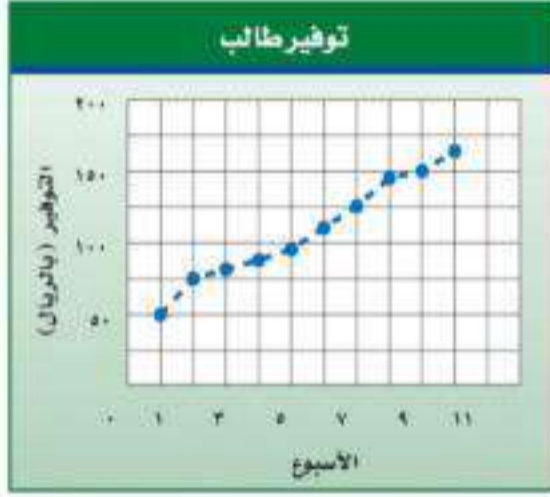 توفير طالب
التوفير (بالريال)
٢٠٠
١٥٠
١٠٠
٥٠
٠ ١ ٣ ٥ ٧ ٩ ١١
الأسبوع